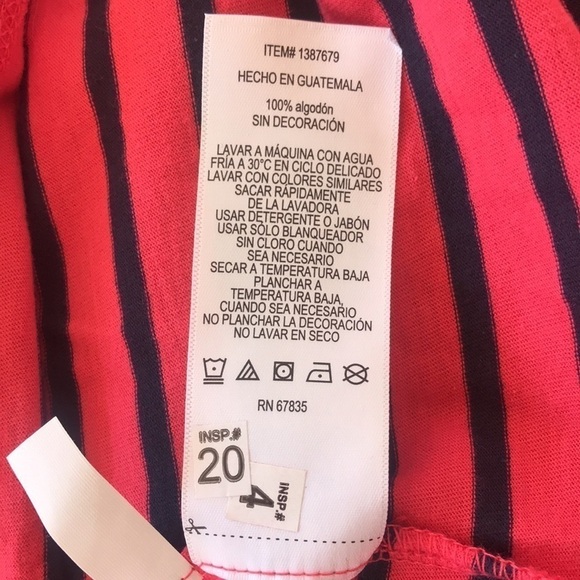 ITEM# 1387679
HECHO EN GUATEMALA
100% algodón
SIN DECORACIÓN
LAVAR A MÁQUINA CON AGUA
FRÍA A 30°C EN CICLO DELICADO
LAVAR CON COLORES SIMILARES
SACAR RÁPIDAMENTE
DE LA LAVADORA
USAR DETERGENTE O JABÓN
USAR SÓLO BLANQUEADOR
SIN CLORO CUANDO
SEA NECESARIO
SECAR A TEMPERATURA BAJA
PLANCHAR A
TEMPERATURA BAJA,
CUANDO SEA NECESARIO
NO PLANCHAR LA DECORACIÓN
NO LAVAR EN SECO
RN 67835
INSP.#
20
INSP.#
4